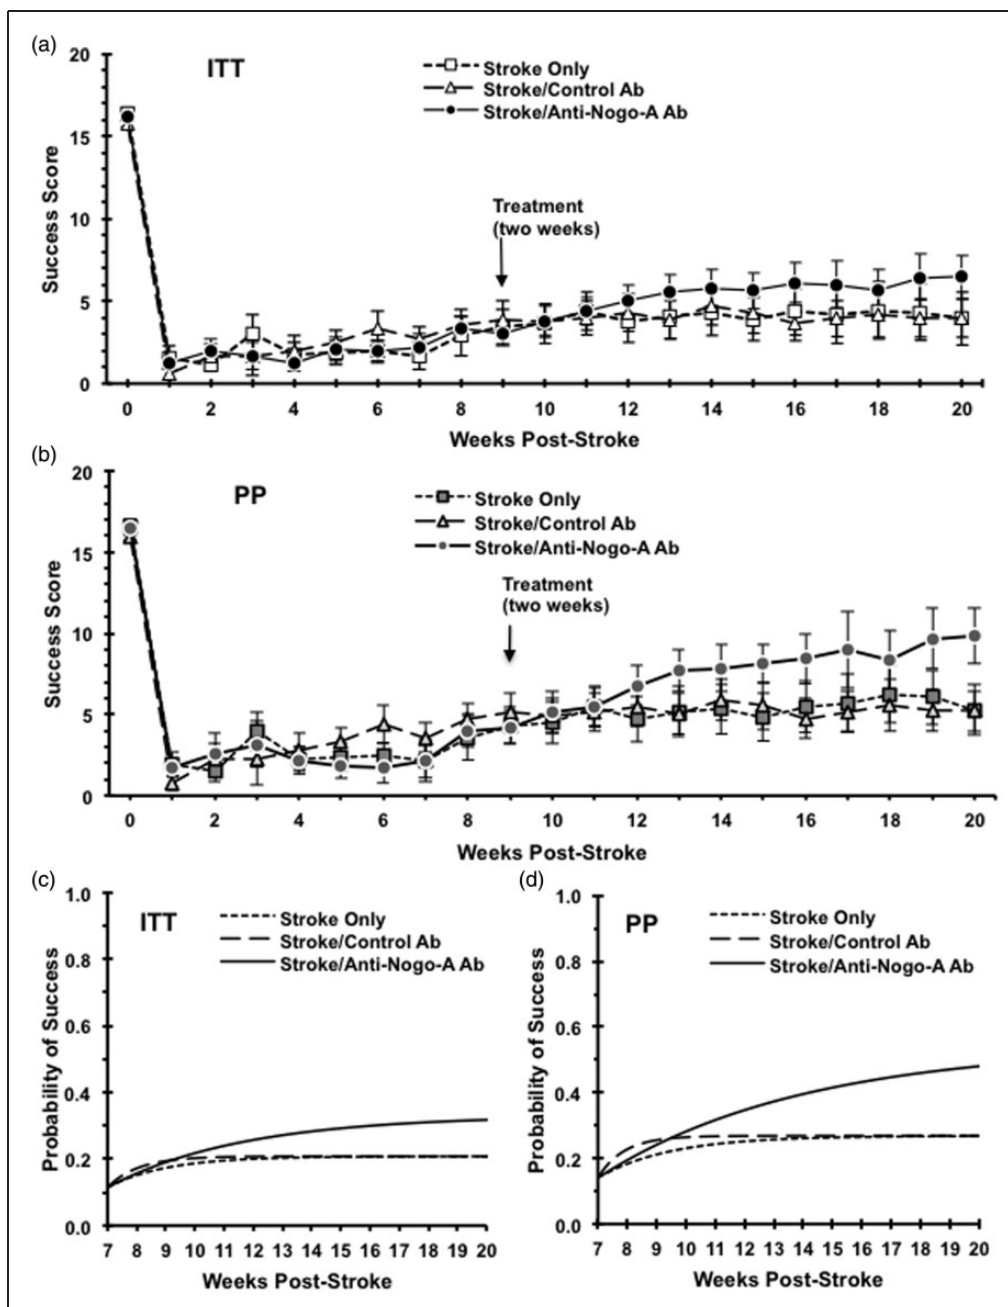 (a)
20
15
10
5
0
Success Score
ITT
Stroke Only
Stroke/Control Ab
Stroke/Anti-Nogo-A Ab
Treatment
(two weeks)
0 2 4 6 8 10 12 14 16 18 20
Weeks Post-Stroke
(b)
20
15
10
5
0
Success Score
PP
Stroke Only
Stroke/Control Ab
Stroke/Anti-Nogo-A Ab
Treatment
(two weeks)
0 2 4 6 8 10 12 14 16 18 20
Weeks Post-Stroke
(c)
1.0
0.8
0.6
0.4
0.2
0.0
Probability of Success
ITT
Stroke Only
Stroke/Control Ab
Stroke/Anti-Nogo-A Ab
7 8 9 10 11 12 13 14 15 16 17 18 19 20
Weeks Post-Stroke
(d)
1.0
0.8
0.6
0.4
0.2
0.0
Probability of Success
PP
Stroke Only
Stroke/Control Ab
Stroke/Anti-Nogo-A Ab
7 8 9 10 11 12 13 14 15 16 17 18 19 20
Weeks Post-Stroke